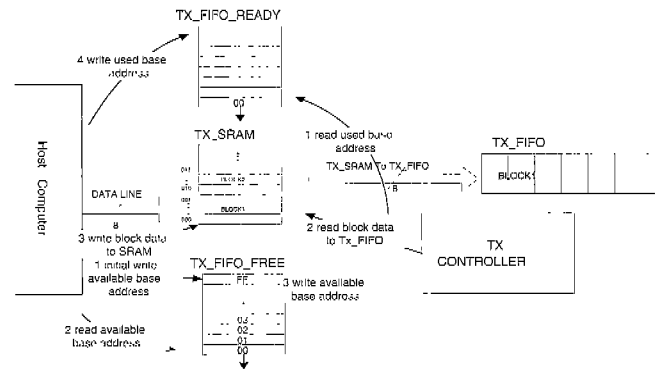 TX_FIFO_READY
4 write used base
address
00
TX_SRAM
1 read used base
address
TX_FIFO
TX_SRAM To TX_FIFO
BLOCK1
8
Host Computer
DATA LINE
8
BLOCK2
BLOCK1
000
3 write block data
to SRAM
2 read block data
to Tx_FIFO
TX
CONTROLLER
1 initial write
available base
address
TX_FIFO_FREE
FF
3 write available
base address
2 read available
base address
03
02
01
00